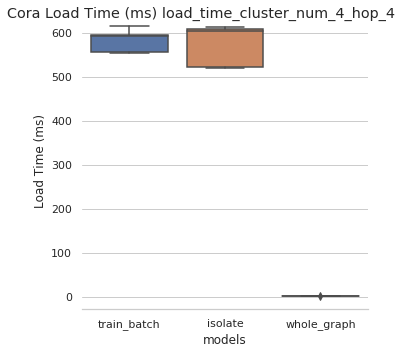 Cora Load Time (ms) load_time_cluster_num_4_hop_4
600
500
400
300
200
100
0
Load Time (ms)
train_batch isolate whole_graph
models